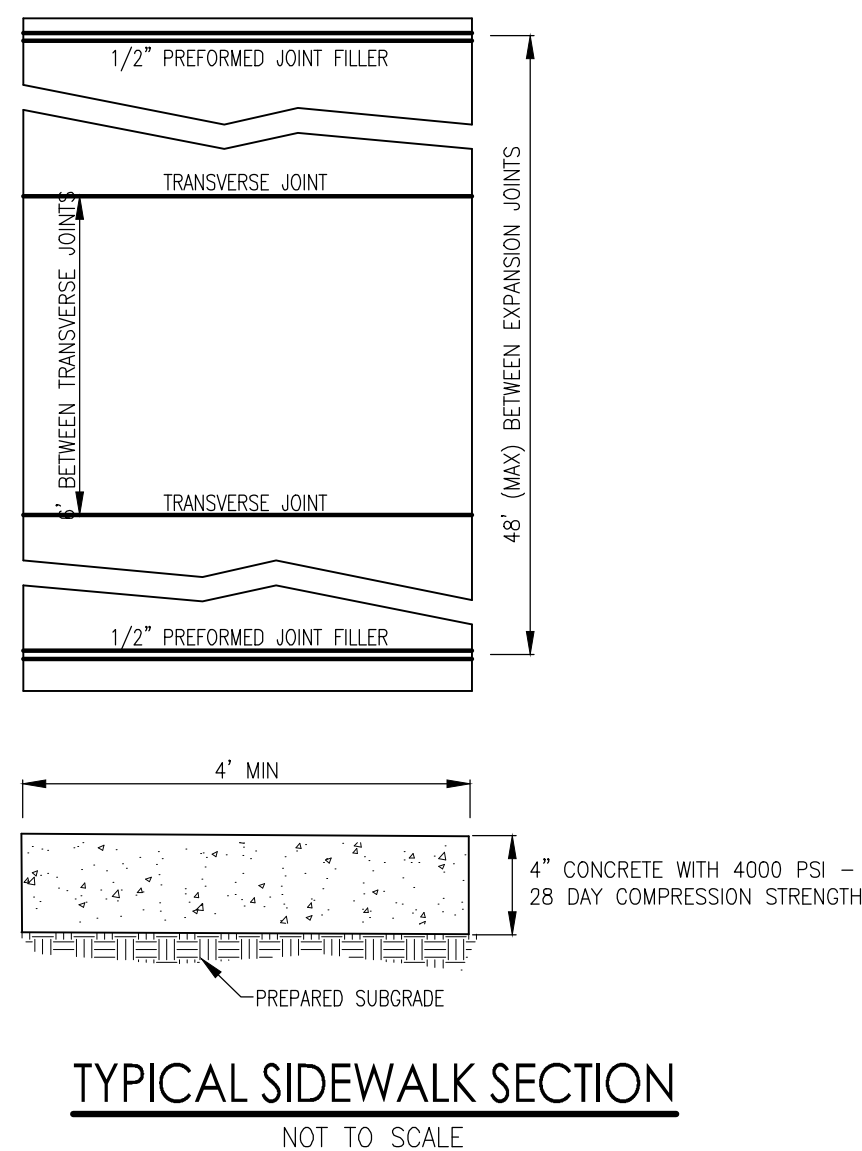 1/2" PREFORMED JOINT FILLER
TRANSVERSE JOINT
6' BETWEEN TRANSVERSE JOINTS
48' (MAX) BETWEEN EXPANSION JOINTS
TRANSVERSE JOINT
1/2" PREFORMED JOINT FILLER
4' MIN
4" CONCRETE WITH 4000 PSI –
28 DAY COMPRESSION STRENGTH
PREPARED SUBGRADE
TYPICAL SIDEWALK SECTION
NOT TO SCALE